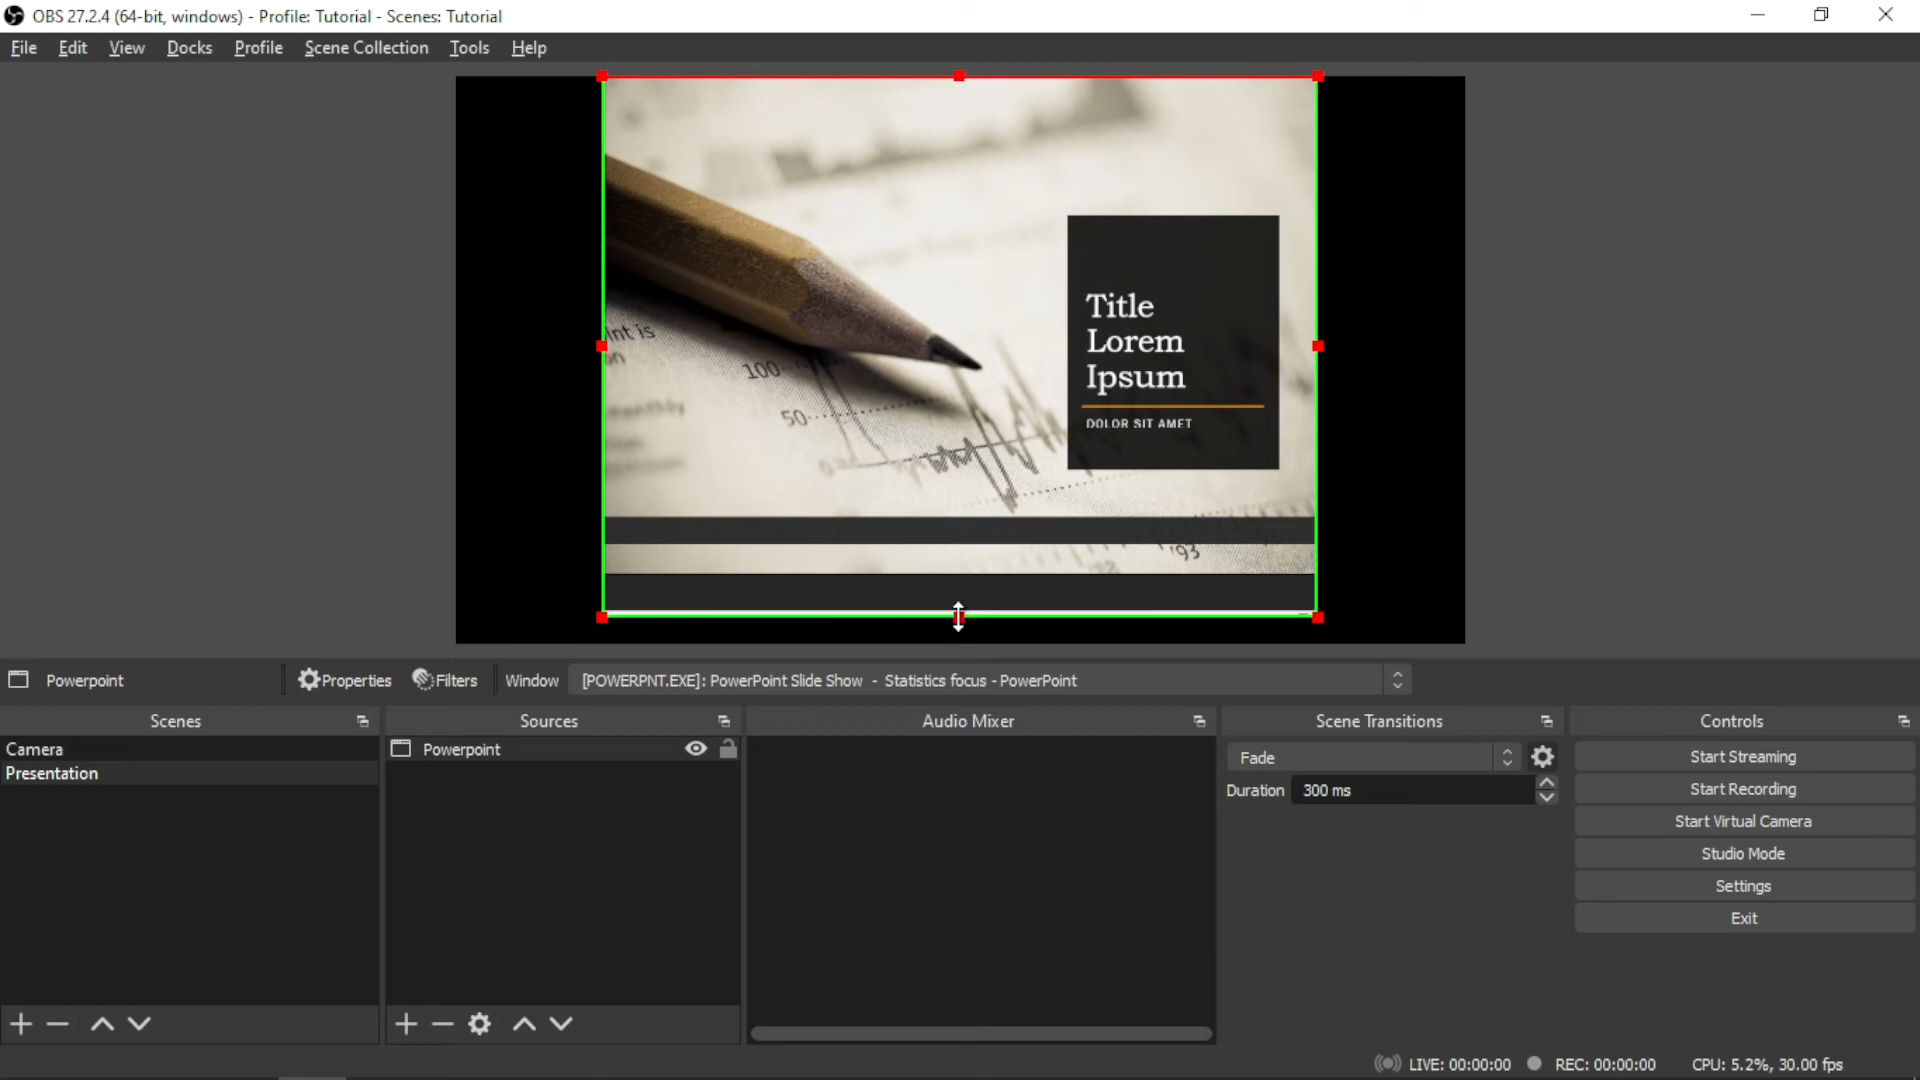 OBS 27.2.4 (64-bit, windows) - Profile: Tutorial - Scenes: Tutorial
File Edit View Docks Profile Scene Collection Tools Help
100
50
Title
Lorem
Ipsum
DOLOR SIT AMET
'93
Powerpoint Properties Filters Window [POWERPNT.EXE]: PowerPoint Slide Show - Statistics focus - PowerPoint
Scenes Sources Audio Mixer Scene Transitions Controls
Camera
Presentation
Powerpoint
Fade
Duration 300 ms
Start Streaming
Start Recording
Start Virtual Camera
Studio Mode
Settings
Exit
LIVE: 00:00:00 REC: 00:00:00 CPU: 5.2%, 30.00 fps